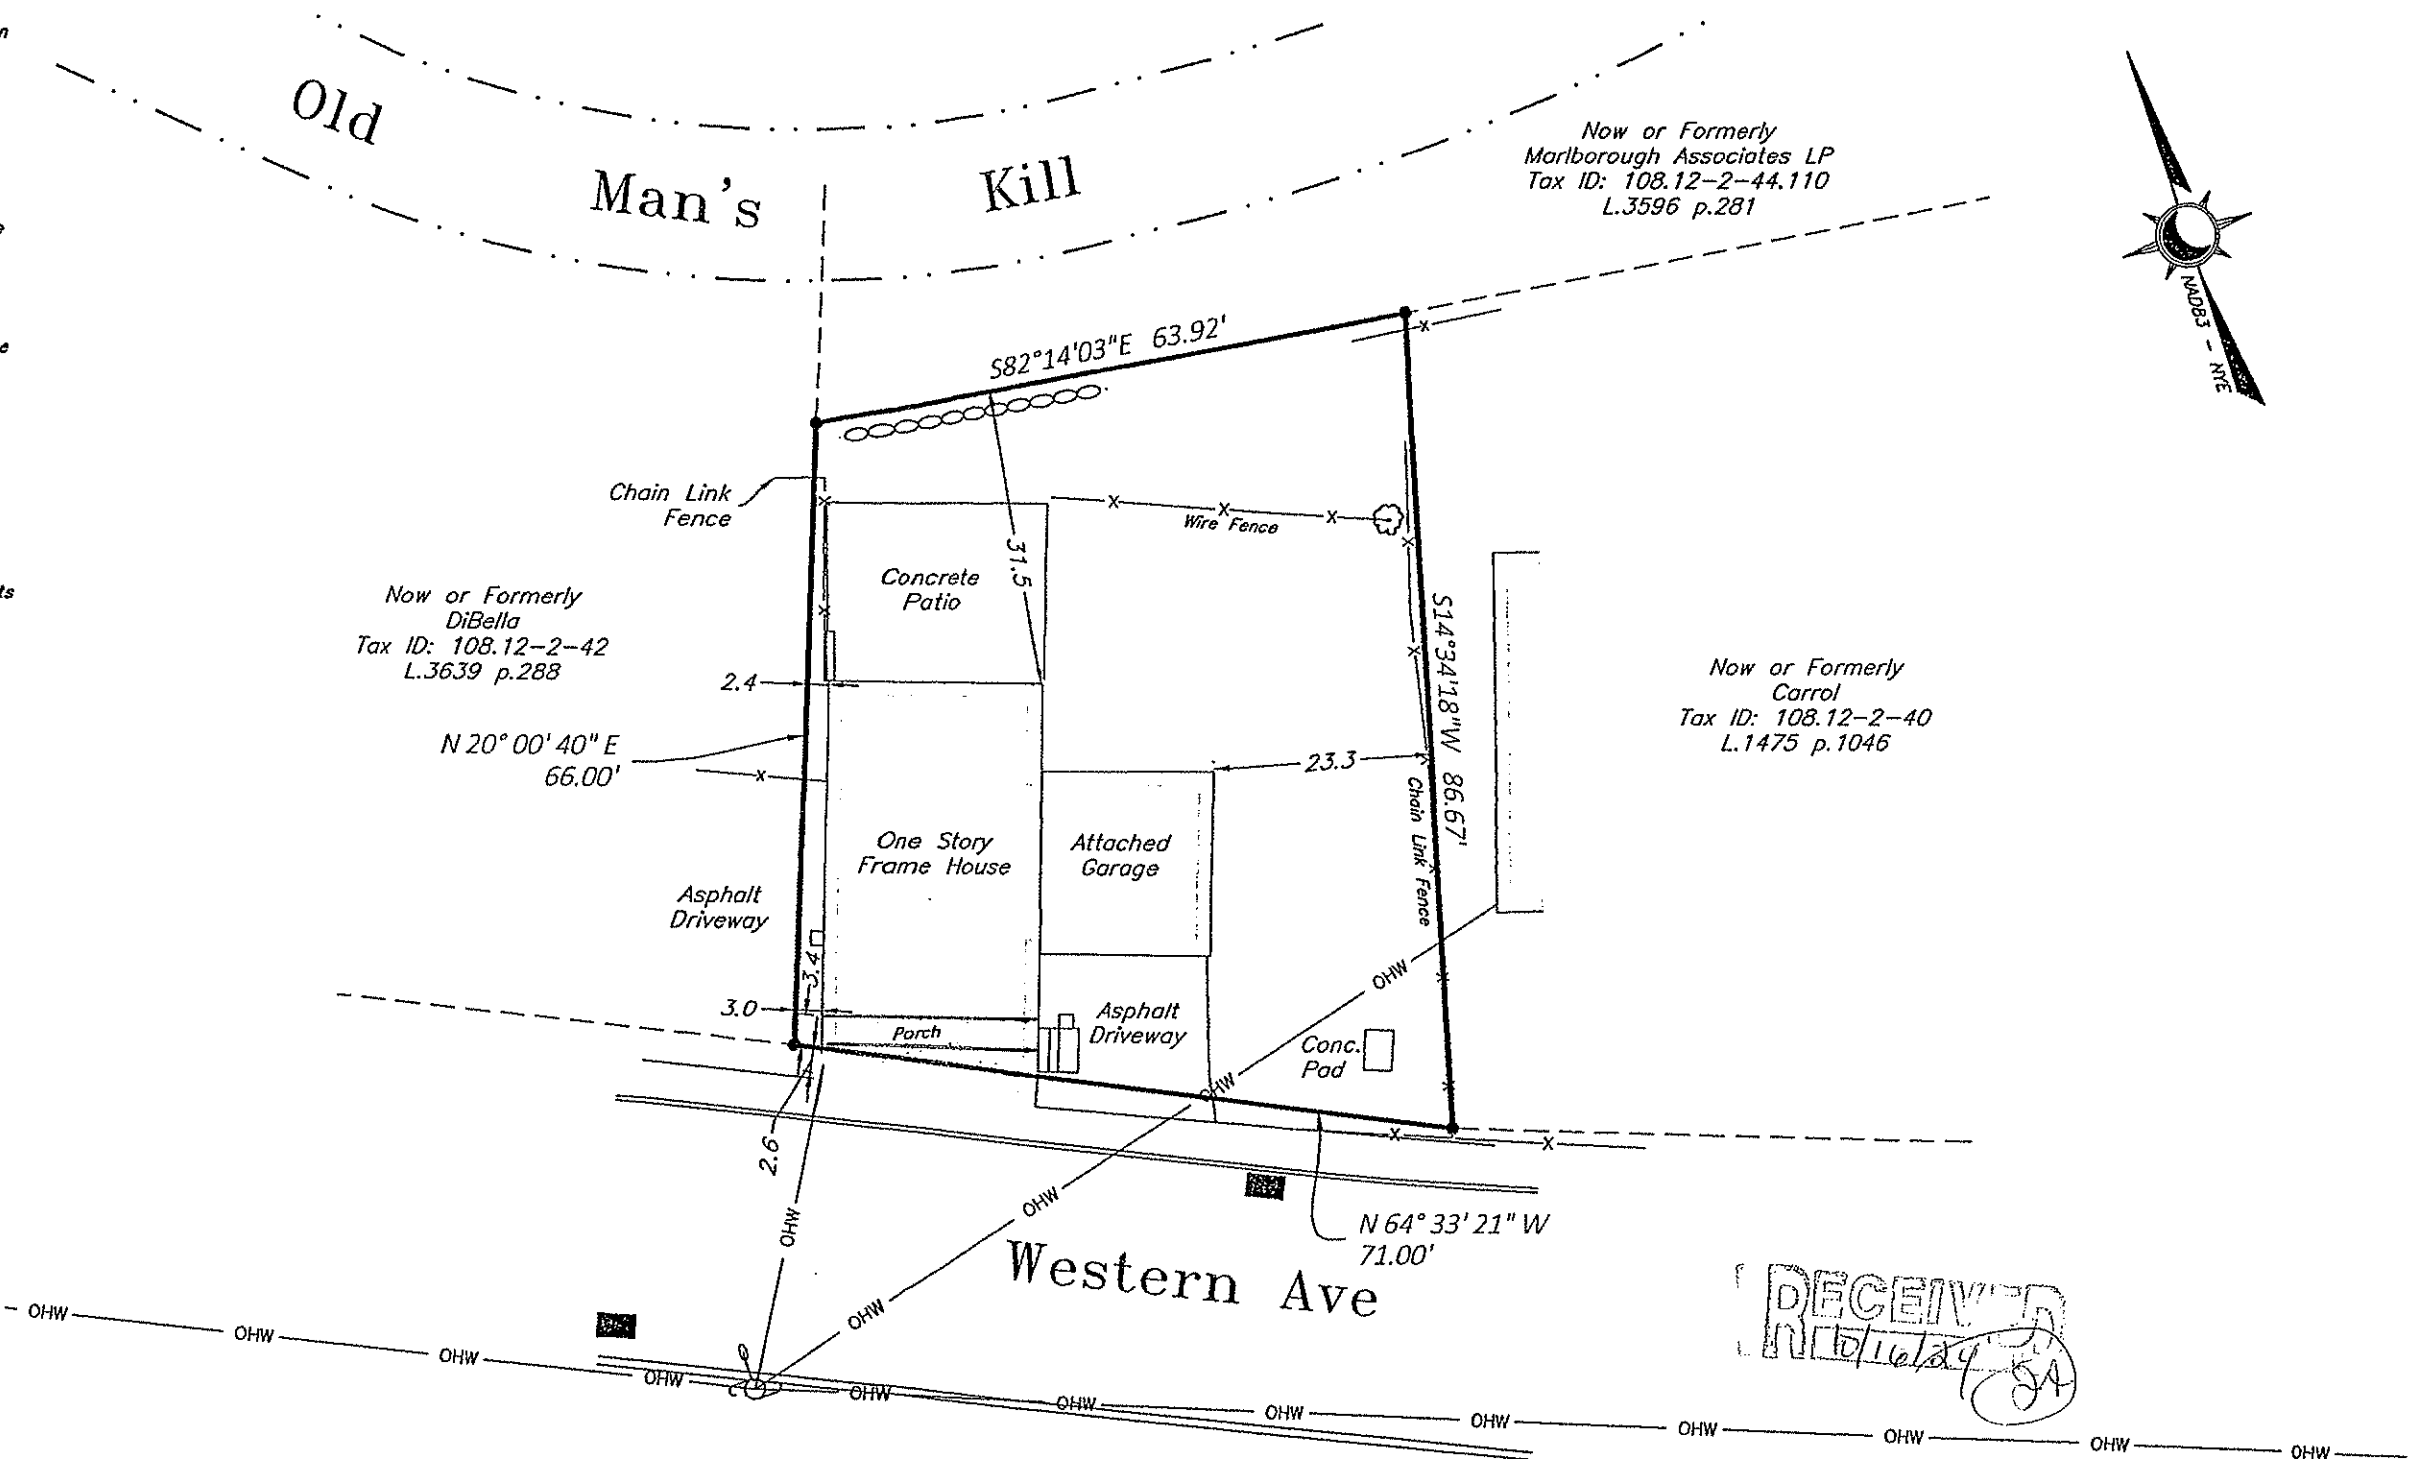 Old Man's Kill
Now or Formerly
Marlborough Associates LP
Tax ID: 108.12-2-44.110
L.3596 p.281
NAD83 - NYE
S82°14'03"E 63.92'
Chain Link
Fence
Wire Fence
Concrete
Patio
31.5
Now or Formerly
DiBella
Tax ID: 108.12-2-42
L.3639 p.288
2.4
S14°34'18"W 86.67'
Now or Formerly
Carrol
Tax ID: 108.12-2-40
L.1475 p.1046
N 20° 00' 40" E
66.00'
23.3
Chain Link Fence
One Story
Frame House
Attached
Garage
Asphalt
Driveway
3.4
3.0
Porch
Asphalt
Driveway
Conc.
Pad
OHW
OHW
2.6
OHW
OHW
OHW
N 64° 33' 21" W
71.00'
Western Ave
OHW
OHW
OHW
OHW
OHW
OHW
OHW
OHW
OHW
OHW
OHW
OHW
10/16/24